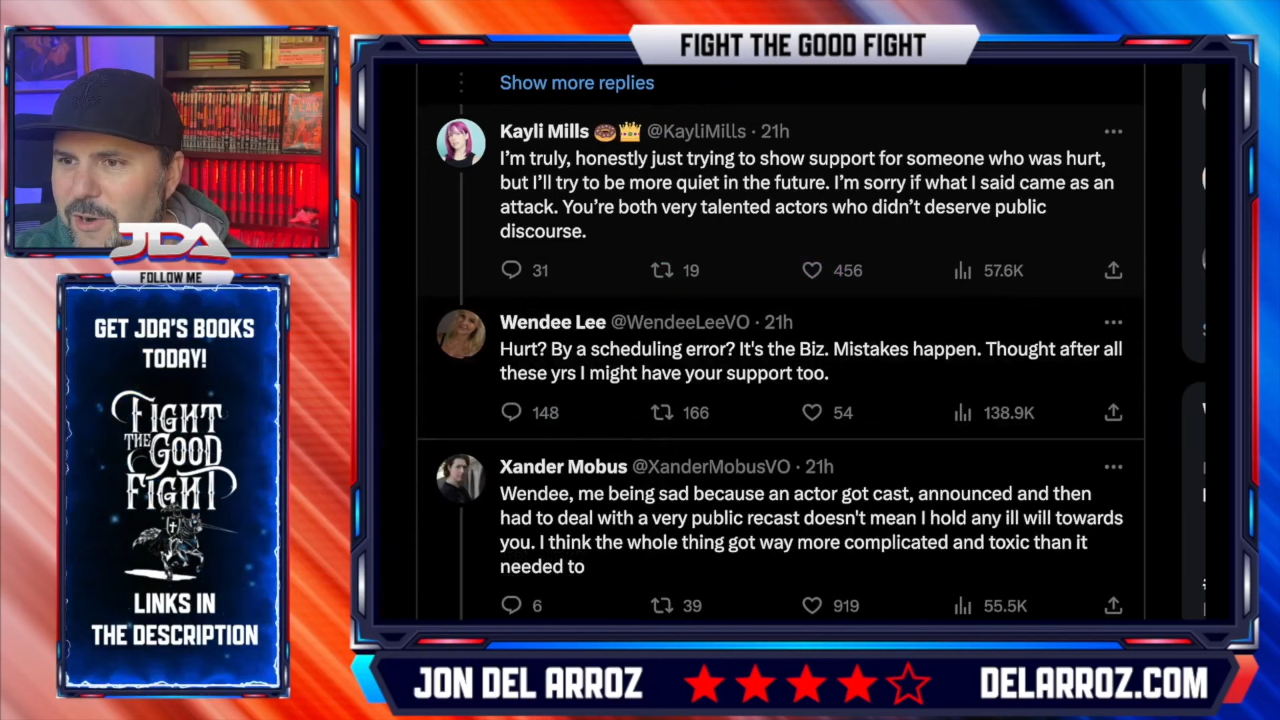 FIGHT THE GOOD FIGHT
Show more replies
Kayli Mills 🍩👑 @KayliMills · 21h
I'm truly, honestly just trying to show support for someone who was hurt,
but I'll try to be more quiet in the future. I'm sorry if what I said came as an
attack. You're both very talented actors who didn't deserve public
discourse.
31 19 456 57.6K
Wendee Lee @WendeeLeeVO · 21h
Hurt? By a scheduling error? It's the Biz. Mistakes happen. Thought after all
these yrs I might have your support too.
148 166 54 138.9K
Xander Mobus @XanderMobusVO · 21h
Wendee, me being sad because an actor got cast, announced and then
had to deal with a very public recast doesn't mean I hold any ill will towards
you. I think the whole thing got way more complicated and toxic than it
needed to
6 39 919 55.5K
JDA
FOLLOW ME
GET JDA'S BOOKS
TODAY!
FIGHT
THE GOOD
FIGHT
LINKS IN
THE DESCRIPTION
JON DEL ARROZ
DELARROZ.COM